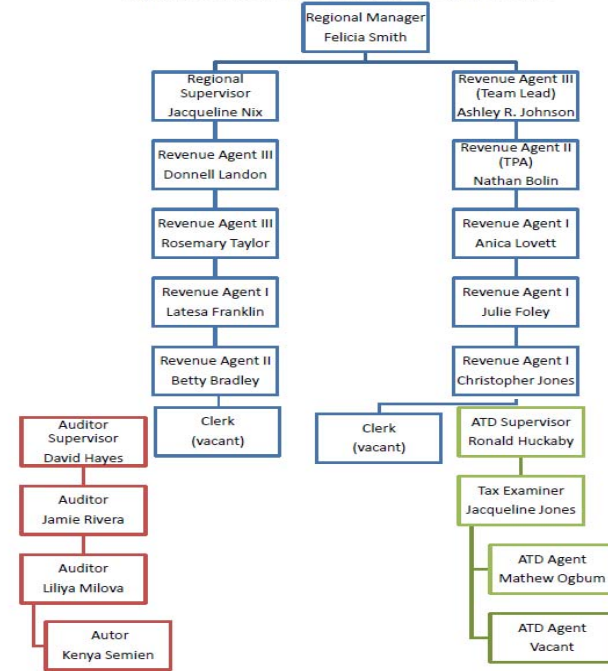 Regional Manager
Felicia Smith
Regional
Supervisor
Jacqueline Nix
Revenue Agent III
Donnell Landon
Revenue Agent III
Rosemary Taylor
Revenue Agent I
Latesa Franklin
Revenue Agent II
Betty Bradley
Clerk
(vacant)
Revenue Agent III
(Team Lead)
Ashley R. Johnson
Revenue Agent II
(TPA)
Nathan Bolin
Revenue Agent I
Anica Lovett
Revenue Agent I
Julie Foley
Revenue Agent I
Christopher Jones
Clerk
(vacant)
Auditor
Supervisor
David Hayes
Auditor
Jamie Rivera
Auditor
Liliya Milova
Autor
Kenya Semien
ATD Supervisor
Ronald Huckaby
Tax Examiner
Jacqueline Jones
ATD Agent
Mathew Ogbum
ATD Agent
Vacant